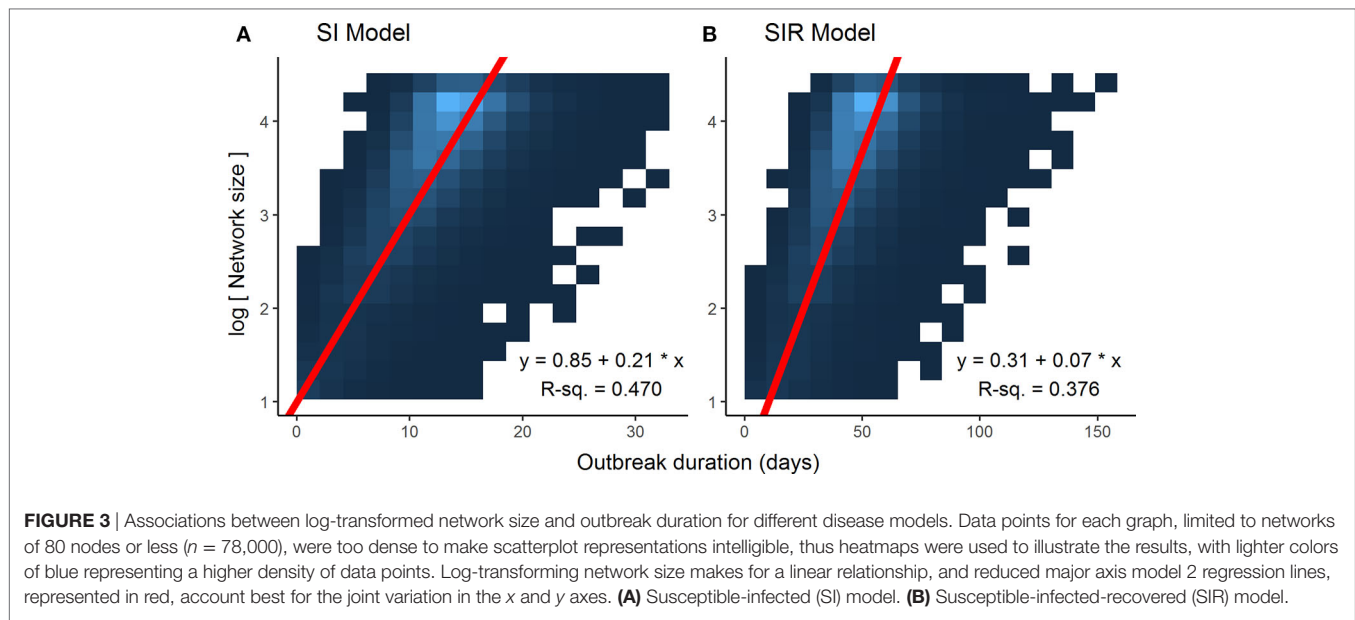 A SI Model
B SIR Model
log [ Network size ]
4
3
2
1
y = 0.85 + 0.21 * x
R-sq. = 0.470
y = 0.31 + 0.07 * x
R-sq. = 0.376
0 10 20 30
0 50 100 150
Outbreak duration (days)
FIGURE 3 | Associations between log-transformed network size and outbreak duration for different disease models. Data points for each graph, limited to networks
of 80 nodes or less (n = 78,000), were too dense to make scatterplot representations intelligible, thus heatmaps were used to illustrate the results, with lighter colors
of blue representing a higher density of data points. Log-transforming network size makes for a linear relationship, and reduced major axis model 2 regression lines,
represented in red, account best for the joint variation in the x and y axes. (A) Susceptible-infected (SI) model. (B) Susceptible-infected-recovered (SIR) model.